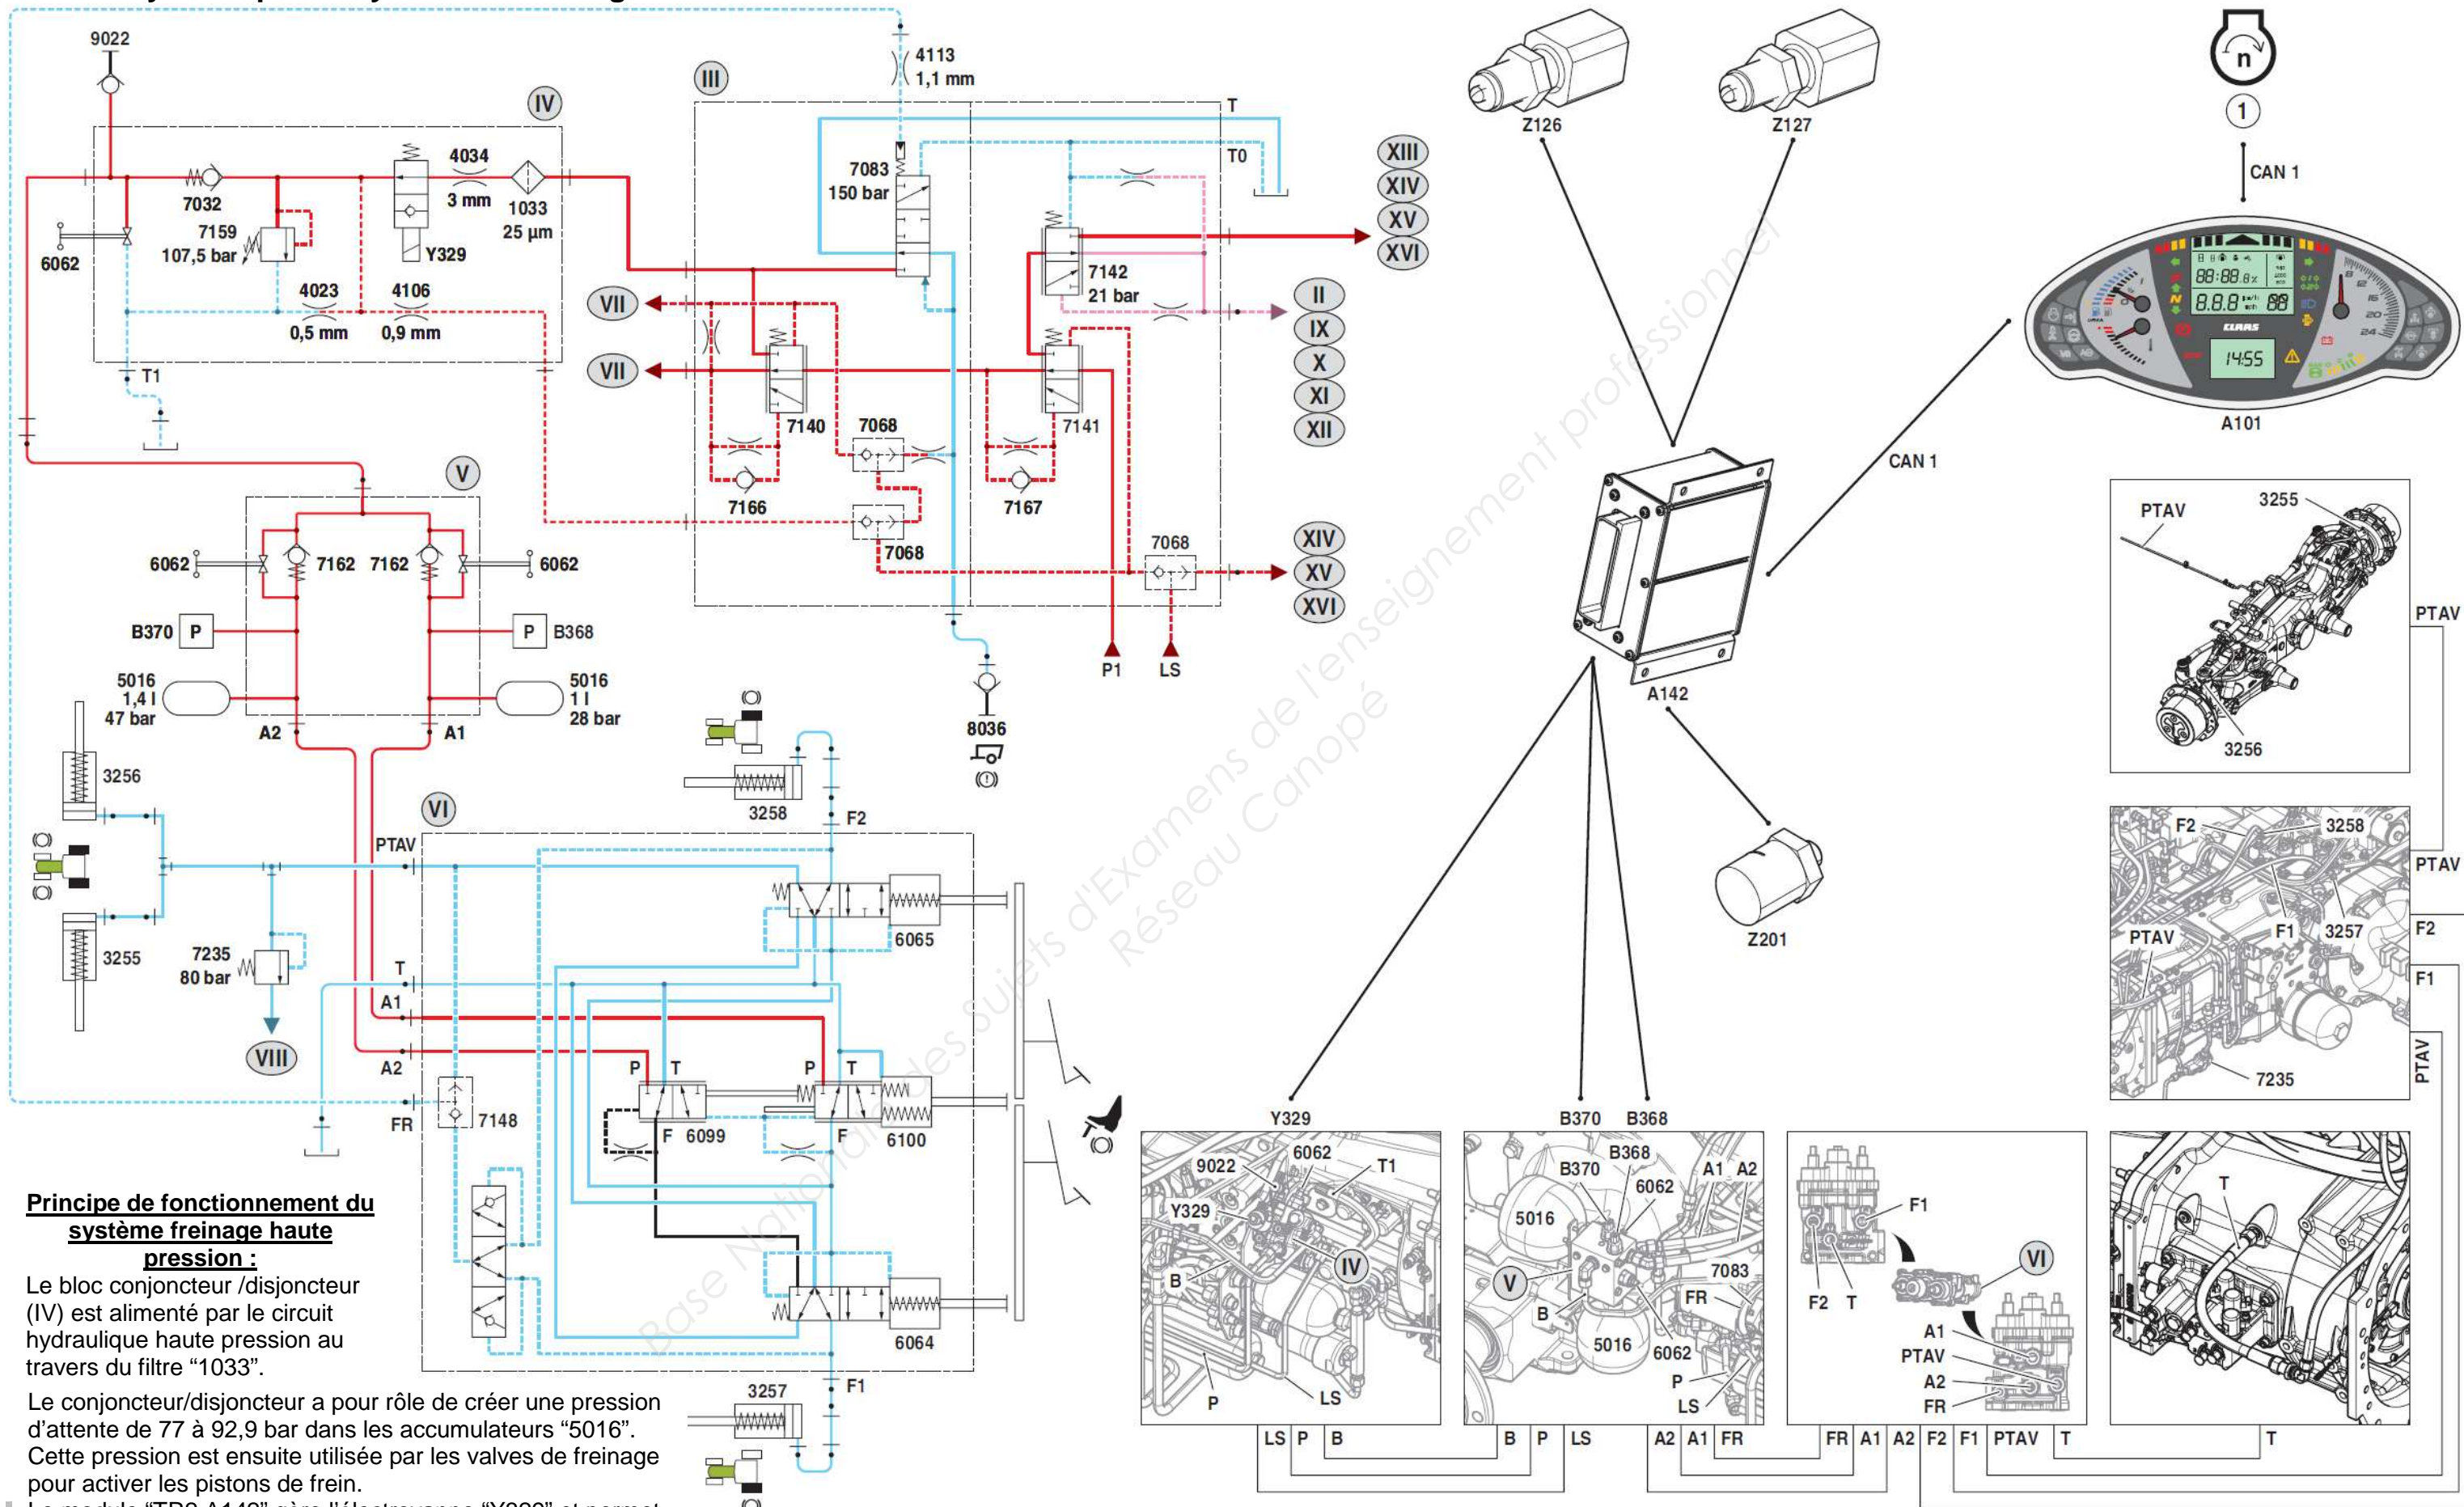 9022
IV
4034
3 mm
1033
25 µm
7032
7159
107,5 bar
Y329
6062
4023
0,5 mm
4106
0,9 mm
T1
III
4113
1,1 mm
T
T0
7083
150 bar
7142
21 bar
VII
VII
7140
7068
7141
7166
7068
7167
7068
P1
LS
8036
XIII
XIV
XV
XVI
II
IX
X
XI
XII
XIV
XV
XVI
V
6062
7162
7162
6062
B370
P
P
B368
5016
1,4 l
47 bar
5016
1 l
28 bar
A2
A1
3256
3255
7235
80 bar
VIII
VI
3258
F2
PTAV
T
A1
A2
FR
7148
6065
P
T
P
T
F
6099
F
6100
6064
3257
F1
Z126
Z127
n
1
CAN 1
CLAAS
14:55
A101
CAN 1
A142
Z201
PTAV
3255
3256
PTAV
F2
3258
PTAV
F1
3257
7235
PTAV
F2
F1
PTAV
Y329
B370
B368
9022
6062
T1
Y329
B
IV
P
LS
B368
B370
A1
A2
6062
5016
V
7083
FR
B
5016
6062
P
LS
F1
F2
T
VI
A1
PTAV
A2
FR
T
LS
P
B
B
P
LS
A2
A1
FR
FR
A1
A2
F2
F1
PTAV
T
T
Principe de fonctionnement du
système freinage haute
pression :
Le bloc conjoncteur /disjoncteur
(IV) est alimenté par le circuit
hydraulique haute pression au
travers du filtre “1033”.
Le conjoncteur/disjoncteur a pour rôle de créer une pression
d’attente de 77 à 92,9 bar dans les accumulateurs “5016”.
Cette pression est ensuite utilisée par les valves de freinage
pour activer les pistons de frein.
Base Nationale des Sujets d'Examens de l'enseignement professionnel
Réseau Canopé